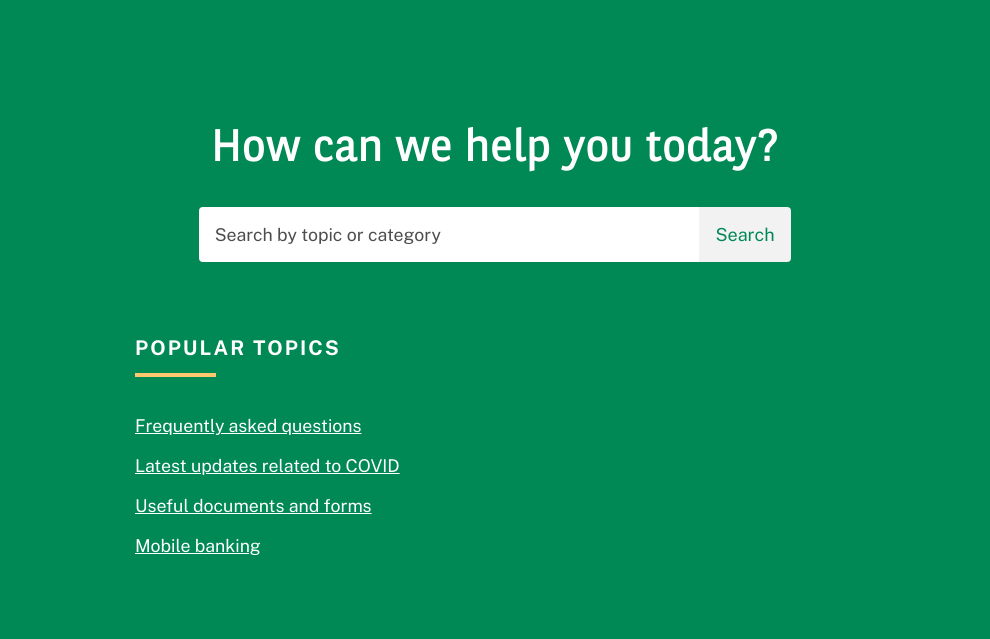 How can we help you today?
Search by topic or category
Search
POPULAR TOPICS
Frequently asked questions
Latest updates related to COVID
Useful documents and forms
Mobile banking